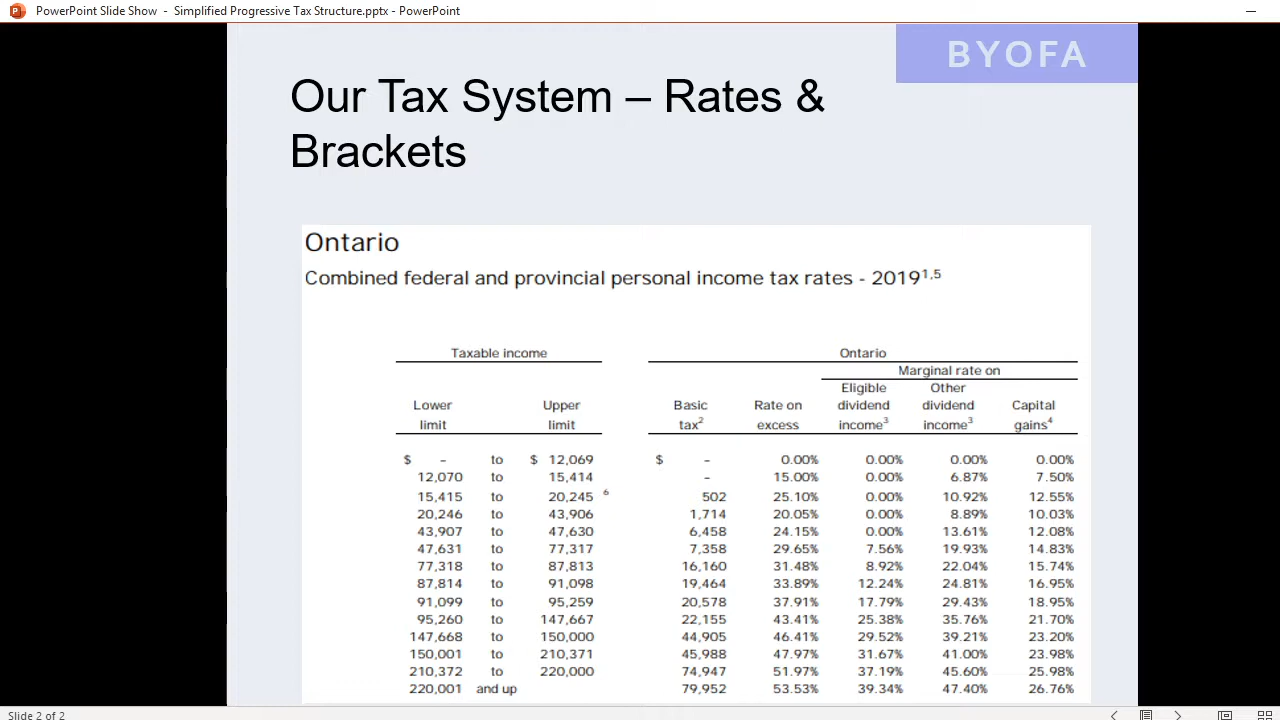 PowerPoint Slide Show - Simplified Progressive Tax Structure.pptx - PowerPoint
BYOFA
Our Tax System – Rates &
Brackets
Ontario
Combined federal and provincial personal income tax rates - 2019¹,⁵
Taxable income Ontario
Marginal rate on
Eligible Other
Lower Upper Basic Rate on dividend dividend Capital
limit limit tax² excess income³ income³ gains⁴
$ - to $ 12,069 $ - 0.00% 0.00% 0.00% 0.00%
12,070 to 15,414 - 15.00% 0.00% 6.87% 7.50%
15,415 to 20,245 ⁶ 502 25.10% 0.00% 10.92% 12.55%
20,246 to 43,906 1,714 20.05% 0.00% 8.89% 10.03%
43,907 to 47,630 6,458 24.15% 0.00% 13.61% 12.08%
47,631 to 77,317 7,358 29.65% 7.56% 19.93% 14.83%
77,318 to 87,813 16,160 31.48% 8.92% 22.04% 15.74%
87,814 to 91,098 19,464 33.89% 12.24% 24.81% 16.95%
91,099 to 95,259 20,578 37.91% 17.79% 29.43% 18.95%
95,260 to 147,667 22,155 43.41% 25.38% 35.76% 21.70%
147,668 to 150,000 44,905 46.41% 29.52% 39.21% 23.20%
150,001 to 210,371 45,988 47.97% 31.67% 41.00% 23.98%
210,372 to 220,000 74,947 51.97% 37.19% 45.60% 25.98%
220,001 and up 79,952 53.53% 39.34% 47.40% 26.76%
Slide 2 of 2